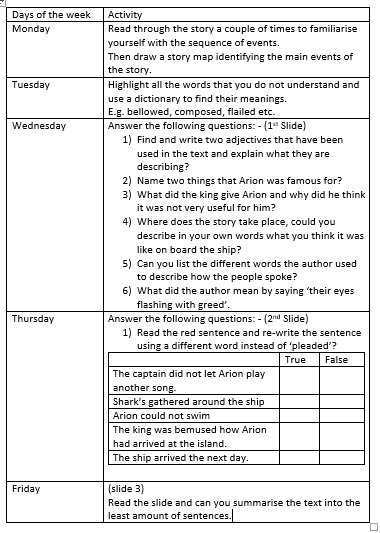 Days of the week Activity
Monday Read through the story a couple of times to familiarise
yourself with the sequence of events.
Then draw a story map identifying the main events of
the story.
Tuesday Highlight all the words that you do not understand and
use a dictionary to find their meanings.
E.g. bellowed, composed, flailed etc.
Wednesday Answer the following questions: - (1st Slide)
1) Find and write two adjectives that have been
used in the text and explain what they are
describing?
2) Name two things that Arion was famous for?
3) What did the king give Arion and why did he think
it was not very useful for him?
4) Where does the story take place, could you
describe in your own words what you think it was
like on board the ship?
5) Can you list the different words the author used
to describe how the people spoke?
6) What did the author mean by saying 'their eyes
flashing with greed'.
Thursday Answer the following questions: - (2nd Slide)
1) Read the red sentence and re-write the sentence
using a different word instead of 'pleaded'?
True False
The captain did not let Arion play
another song.
Shark's gathered around the ship
Arion could not swim
The king was bemused how Arion
had arrived at the island.
The ship arrived the next day.
Friday (slide 3)
Read the slide and can you summarise the text into the
least amount of sentences.